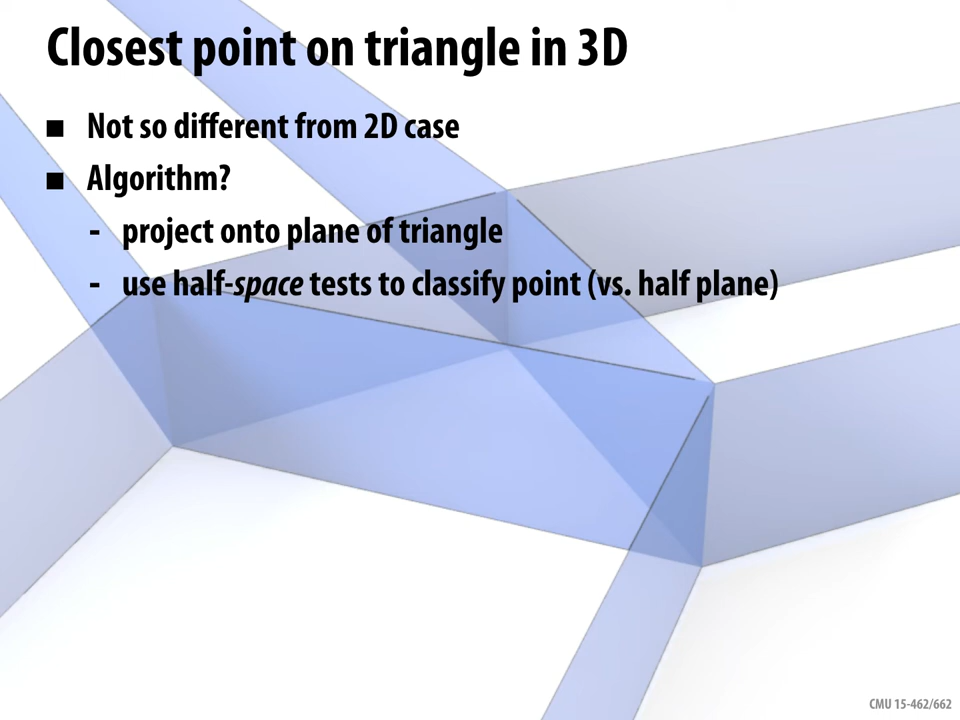 Closest point on triangle in 3D
■ Not so different from 2D case
■ Algorithm?
- project onto plane of triangle
- use half-space tests to classify point (vs. half plane)
CMU 15-462/662